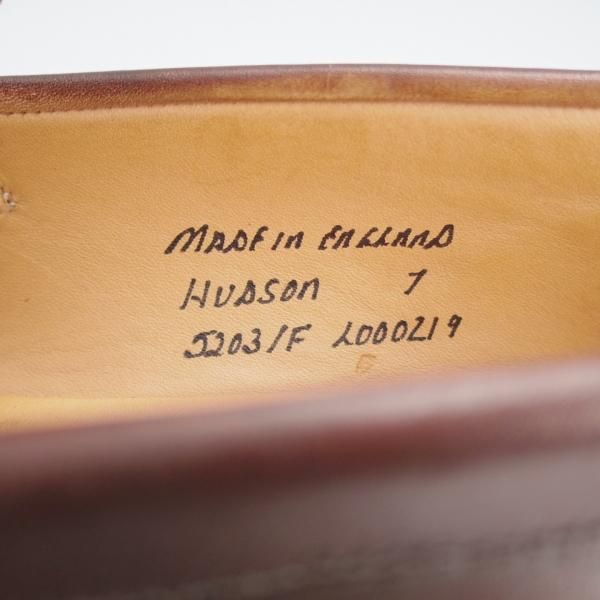 MADE IN ENGLAND
HUDSON 7
5203/F L000219